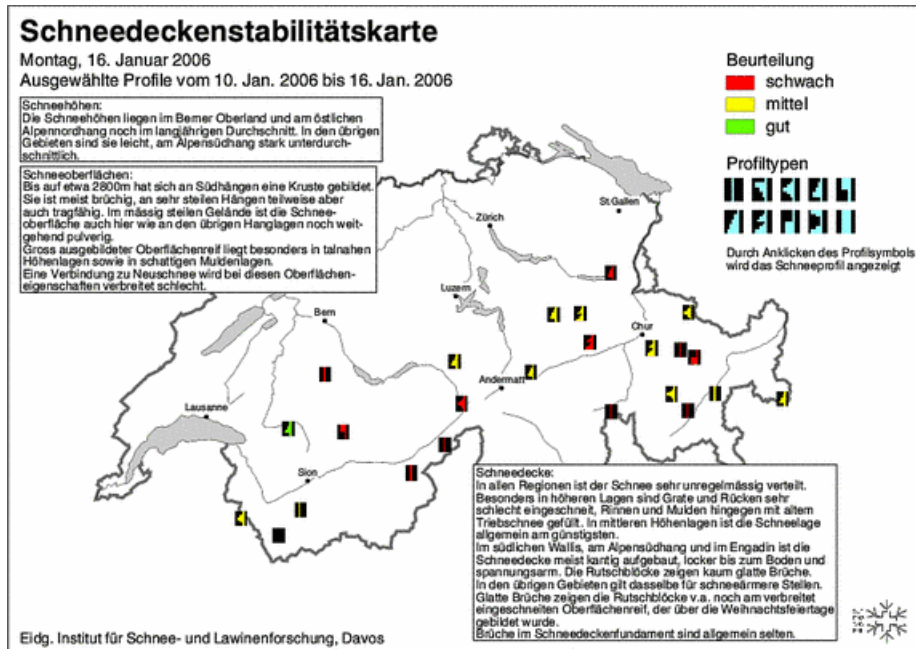 Schneedeckenstabilitätskarte
Montag, 16. Januar 2006
Ausgewählte Profile vom 10. Jan. 2006 bis 16. Jan. 2006
Schneehöhen:
Die Schneehöhen liegen im Berner Oberland und am östlichen
Alpennordhang noch im langjährigen Durchschnitt. In den übrigen
Gebieten sind sie leicht, am Alpensüdhang stark unterdurch-
schnittlich.
Schneeoberflächen:
Bis auf etwa 2800m hat sich an Südhängen eine Kruste gebildet.
Sie ist meist brüchig, an sehr steilen Hängen teilweise aber
auch tragfähig. Im mässig steilen Gelände ist die Schnee-
oberfläche auch hier wie an den übrigen Hanglagen noch weit-
gehend pulverig.
Gross ausgebildeter Oberflächenreif liegt besonders in talnahen
Höhenlagen sowie in schattigen Muldenlagen.
Eine Verbindung zu Neuschnee wird bei diesen Oberflächen-
eigenschaften verbreitet schlecht.
Beurteilung
schwach
mittel
gut
Profiltypen
Durch Anklicken des Profilsymbols
wird das Schneeprofil angezeigt
St.Gallen
Zürich
Luzern
Bern
Chur
Andermatt
Lausanne
Sion
Schneedecke:
In allen Regionen ist der Schnee sehr unregelmässig verteilt.
Besonders in höheren Lagen sind Grate und Rücken sehr
schlecht eingeschneit, Rinnen und Mulden hingegen mit altem
Triebschnee gefüllt. In mittleren Höhenlagen ist die Schneelage
allgemein am günstigsten.
Im südlichen Wallis, am Alpensüdhang und im Engadin ist die
Schneedecke meist kantig aufgebaut, locker bis zum Boden und
spannungsarm. Die Rutschblöcke zeigen kaum glatte Brüche.
In den übrigen Gebieten gilt dasselbe für schneeärmere Stellen.
Glatte Brüche zeigen die Rutschblöcke v.a. noch am verbreitet
eingeschneiten Oberflächenreif, der über die Weihnachtsfeiertage
gebildet wurde.
Brüche im Schneedeckenfundament sind allgemein selten.
Eidg. Institut für Schnee- und Lawinenforschung, Davos